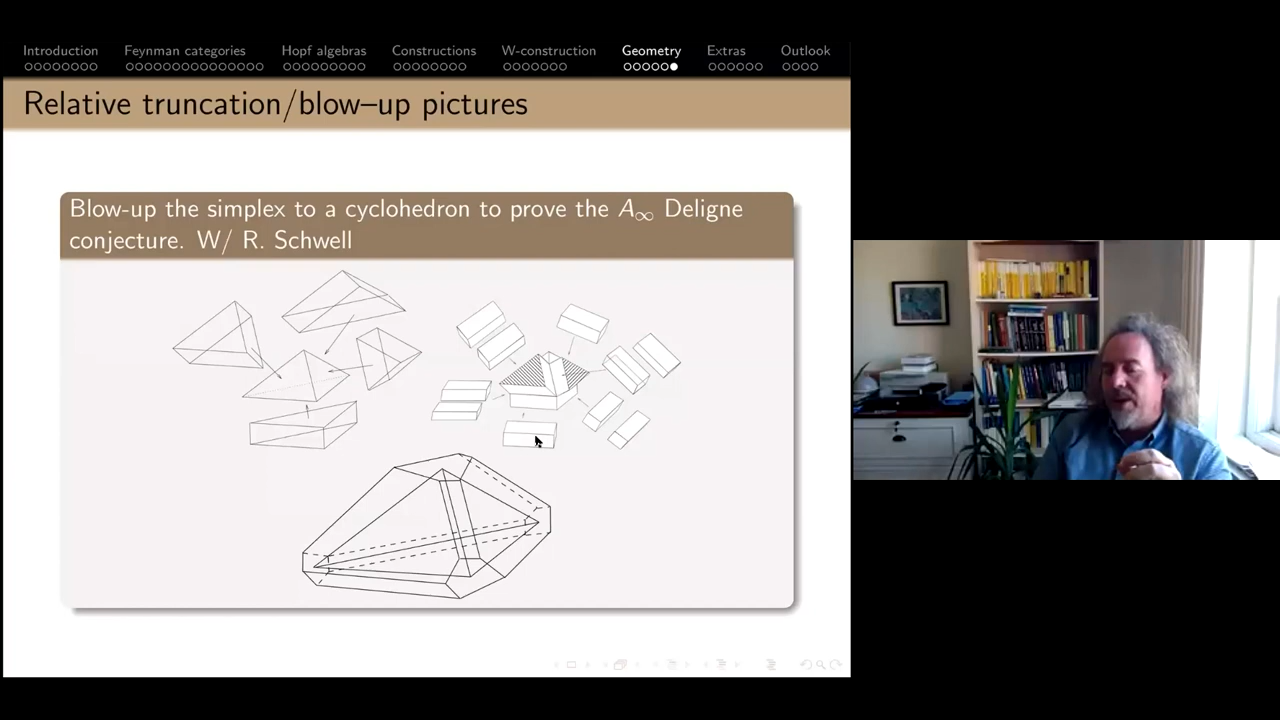 Introduction Feynman categories Hopf algebras Constructions W-construction Geometry Extras Outlook
Relative truncation/blow–up pictures
Blow-up the simplex to a cyclohedron to prove the A∞ Deligne
conjecture. W/ R. Schwell